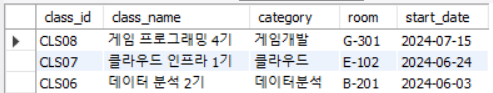 class_id class_name category room start_date
CLS08 게임 프로그래밍 4기 게임개발 G-301 2024-07-15
CLS07 클라우드 인프라 1기 클라우드 E-102 2024-06-24
CLS06 데이터 분석 2기 데이터분석 B-201 2024-06-03